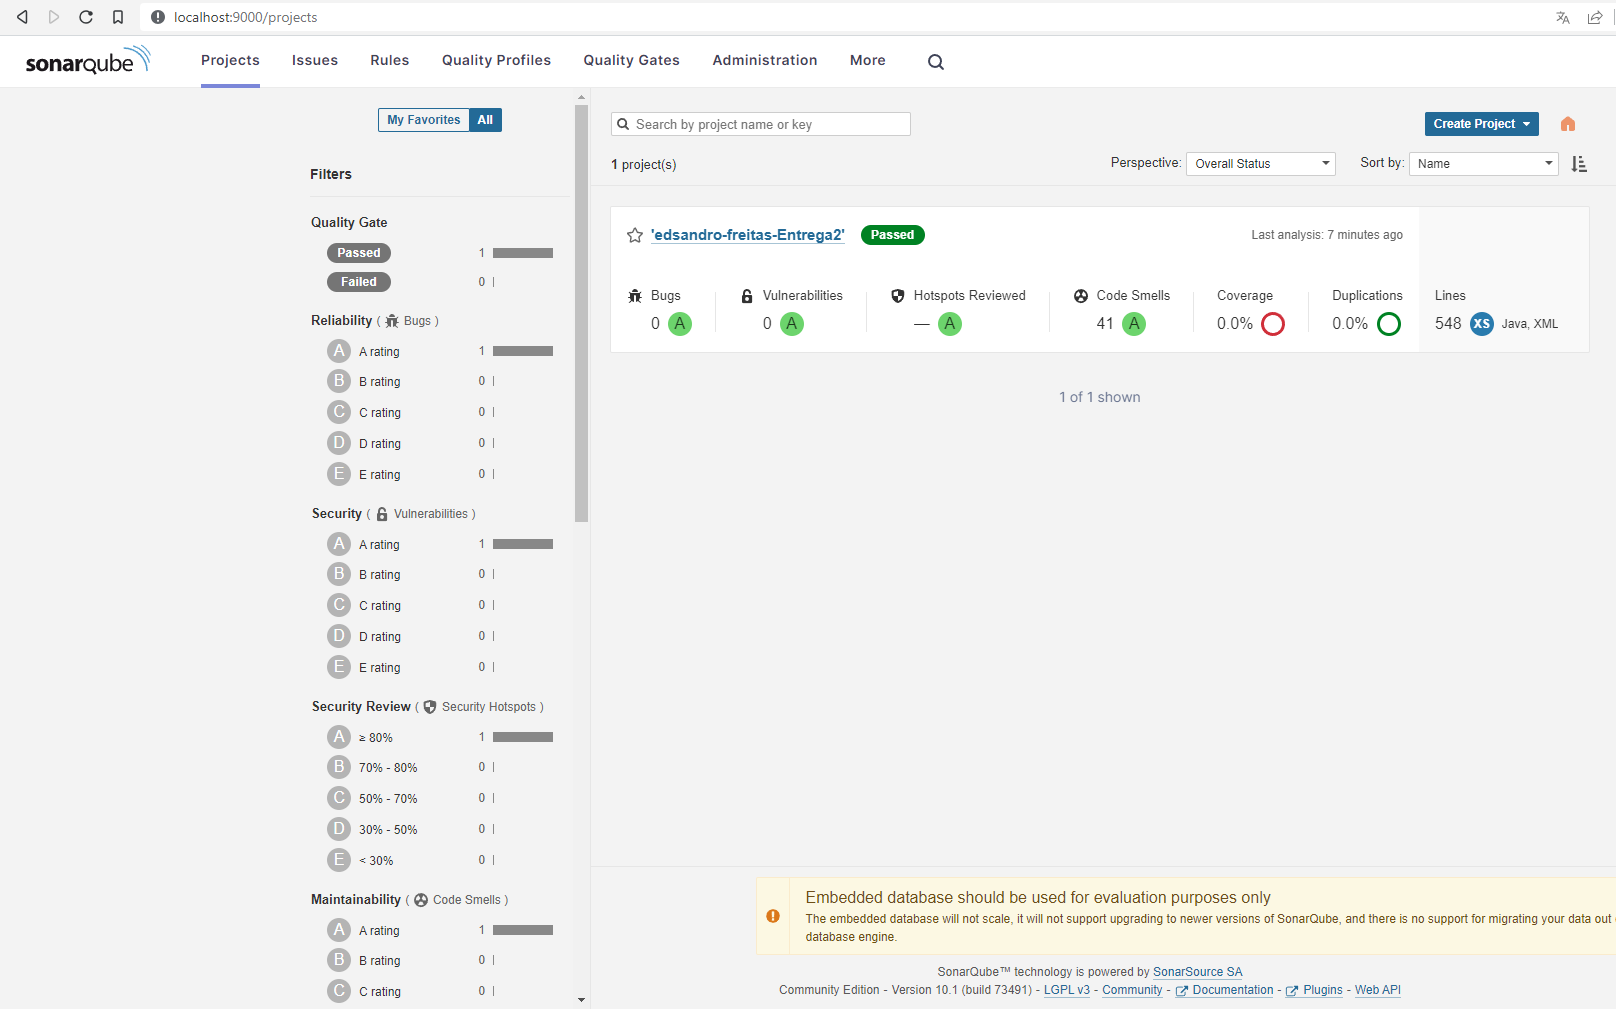 localhost:9000/projects
sonarqube
Projects Issues Rules Quality Profiles Quality Gates Administration More
My Favorites All
Filters
Quality Gate
Passed 1
Failed 0
Reliability ( Bugs )
A A rating 1
B B rating 0
C C rating 0
D D rating 0
E E rating 0
Security ( Vulnerabilities )
A A rating 1
B B rating 0
C C rating 0
D D rating 0
E E rating 0
Security Review ( Security Hotspots )
A ≥ 80% 1
B 70% - 80% 0
C 50% - 70% 0
D 30% - 50% 0
E < 30% 0
Maintainability ( Code Smells )
A A rating 1
B B rating 0
C C rating 0
Search by project name or key
Create Project
1 project(s)
Perspective: Overall Status Sort by: Name
'edsandro-freitas-Entrega2' Passed Last analysis: 7 minutes ago
Bugs Vulnerabilities Hotspots Reviewed Code Smells Coverage Duplications Lines
0 A 0 A — A 41 A 0.0% 0.0% 548 XS Java, XML
1 of 1 shown
Embedded database should be used for evaluation purposes only
The embedded database will not scale, it will not support upgrading to newer versions of SonarQube, and there is no support for migrating your data out
database engine.
SonarQube™ technology is powered by SonarSource SA
Community Edition - Version 10.1 (build 73491) - LGPL v3 - Community - Documentation - Plugins - Web API